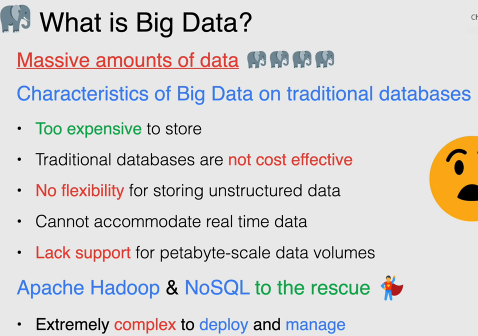 What is Big Data?
Massive amounts of data
Characteristics of Big Data on traditional databases
• Too expensive to store
• Traditional databases are not cost effective
• No flexibility for storing unstructured data
• Cannot accommodate real time data
• Lack support for petabyte-scale data volumes
Apache Hadoop & NoSQL to the rescue
• Extremely complex to deploy and manage